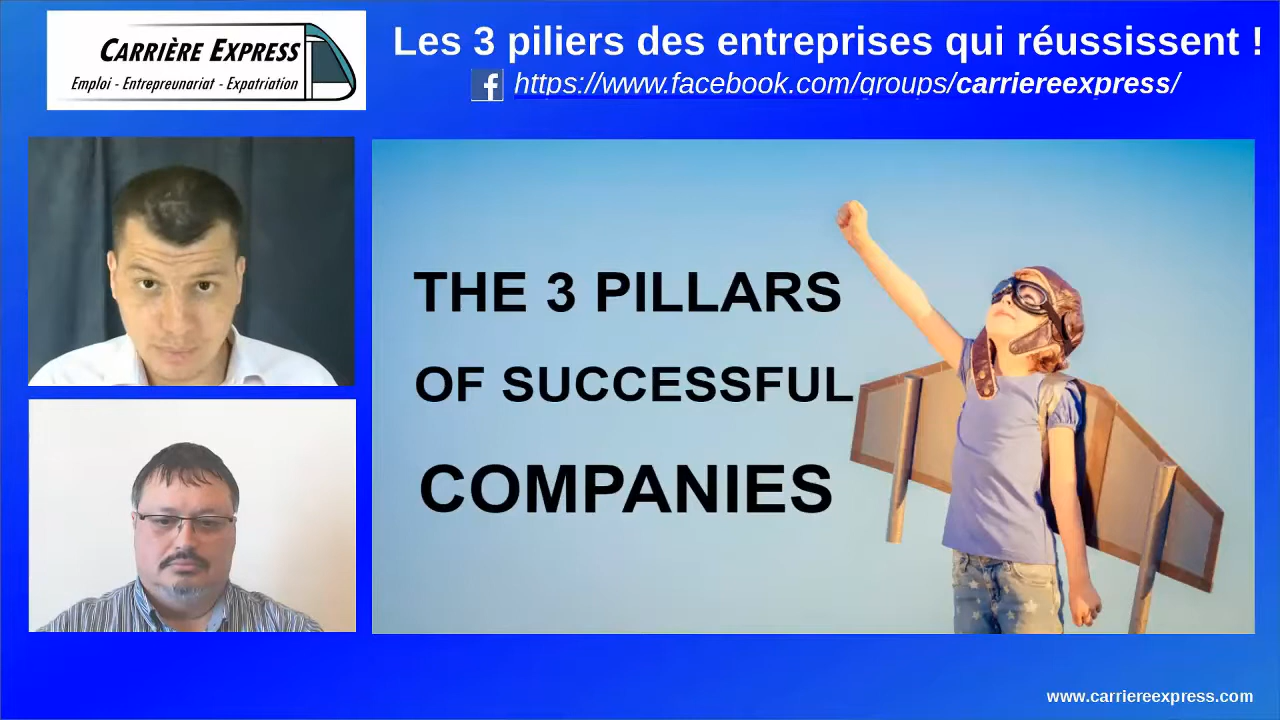 CARRIÈRE EXPRESS
Emploi - Entrepreunariat - Expatriation
Les 3 piliers des entreprises qui réussissent !
f https://www.facebook.com/groups/carriereexpress/
THE 3 PILLARS
OF SUCCESSFUL
COMPANIES
www.carriereexpress.com